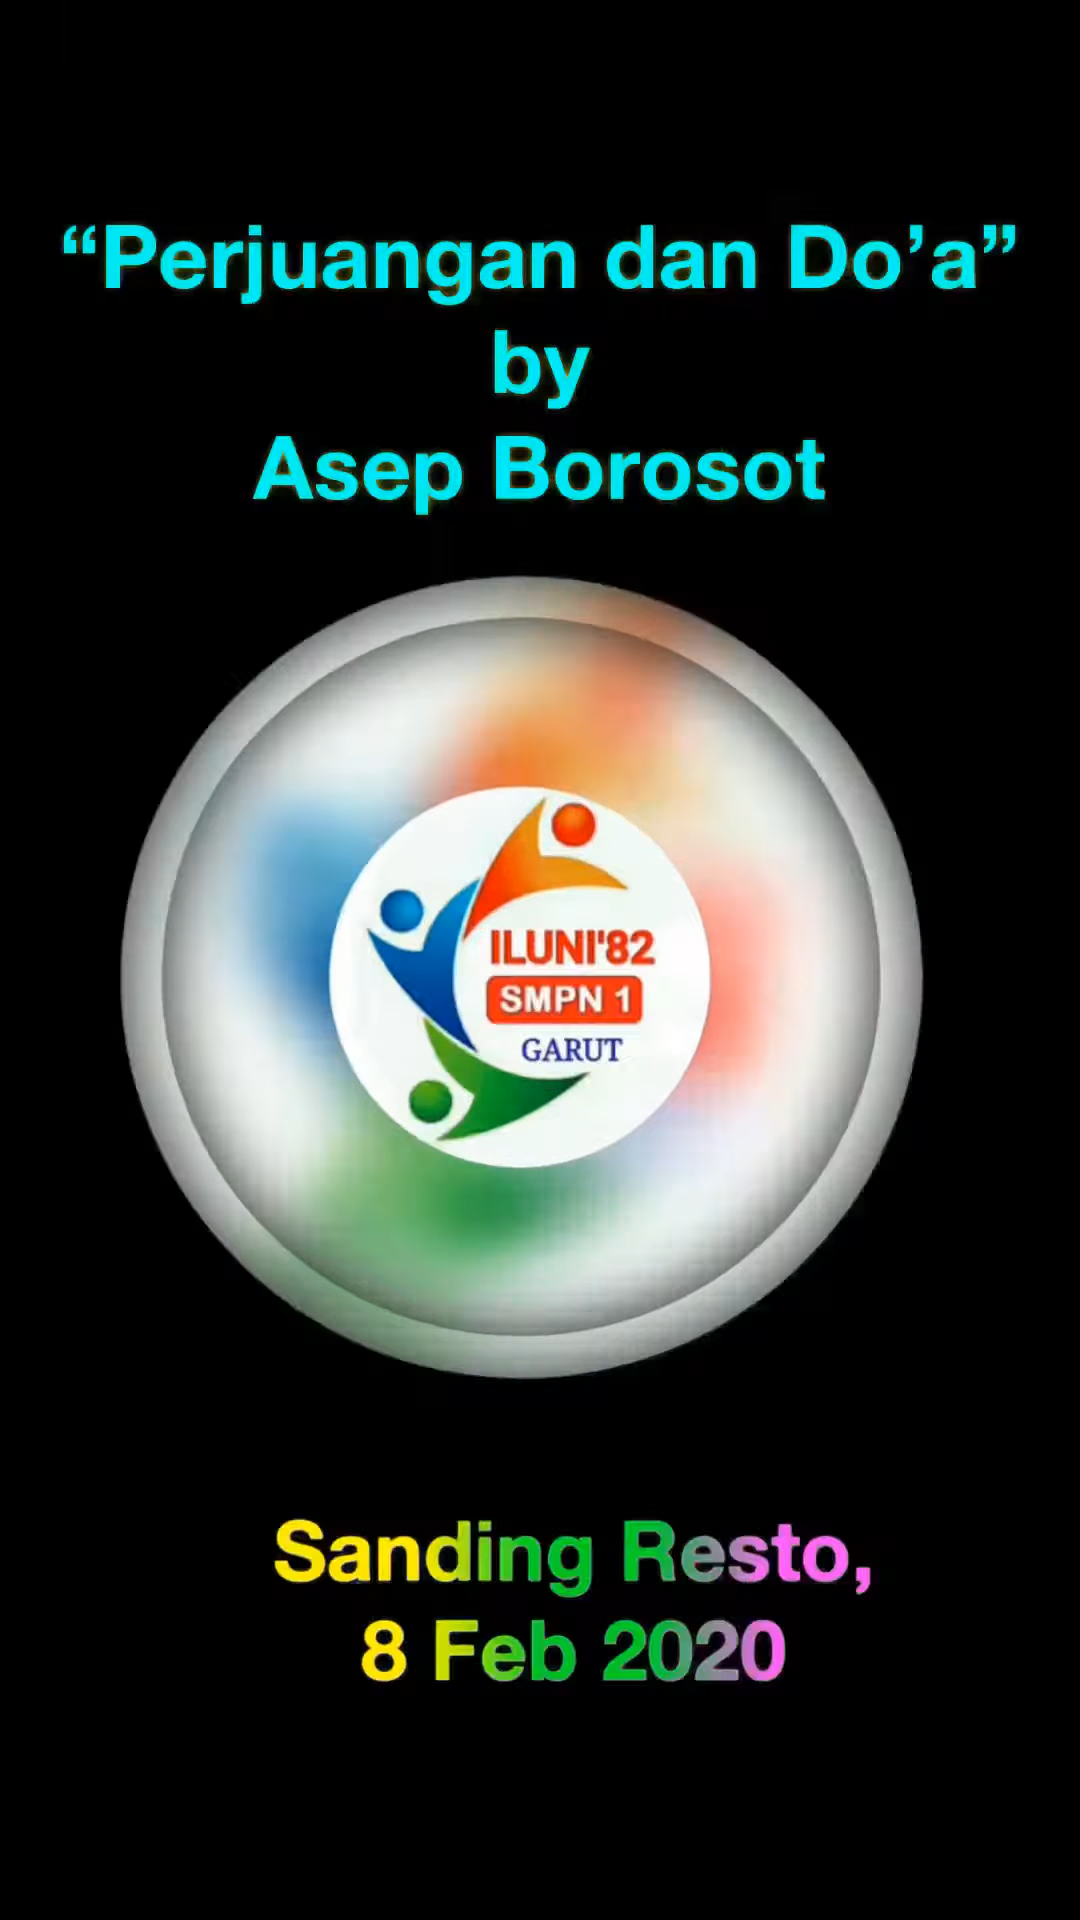 “Perjuangan dan Do’a”
by
Asep Borosot
ILUNI'82
SMPN 1
GARUT
Sanding Resto,
8 Feb 2020